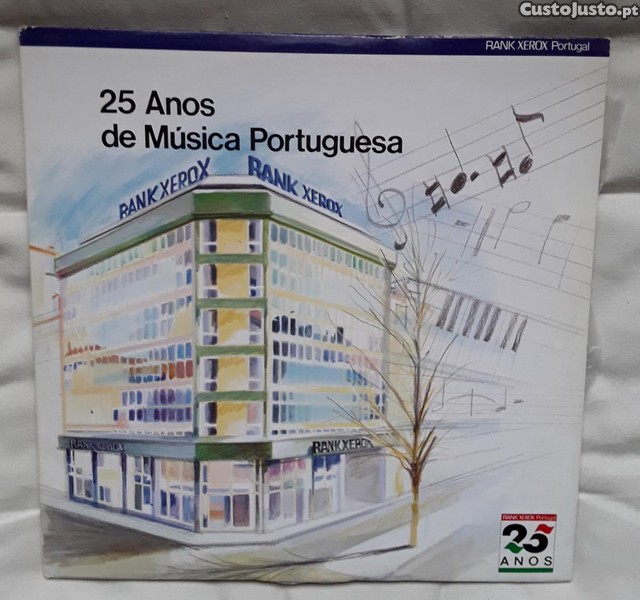 CustoJusto.pt
RANK XEROX Portugal
25 Anos
de Música Portuguesa
RANK XEROX
RANK XEROX
RANK XEROX
RANK XEROX
RANK XEROX Portugal
25
ANOS